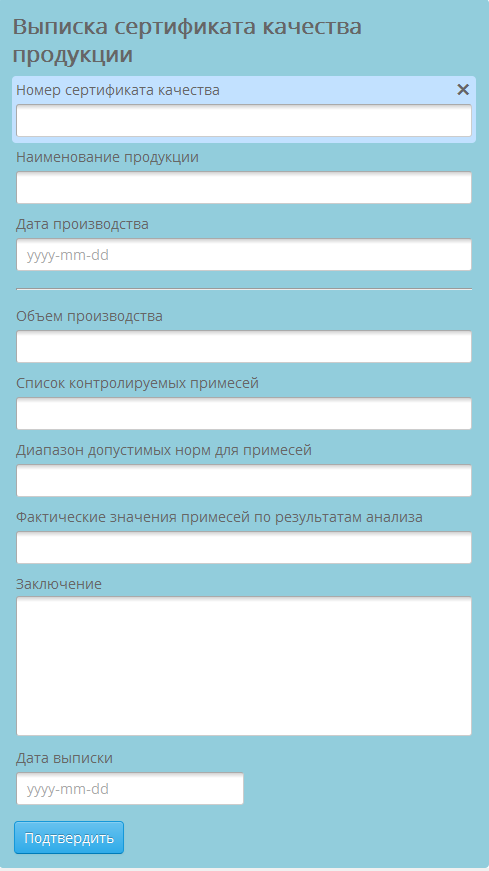 Выписка сертификата качества
продукции
Номер сертификата качества
Наименование продукции
Дата производства
yyyy-mm-dd
Объем производства
Список контролируемых примесей
Диапазон допустимых норм для примесей
Фактические значения примесей по результатам анализа
Заключение
Дата выписки
yyyy-mm-dd
Подтвердить